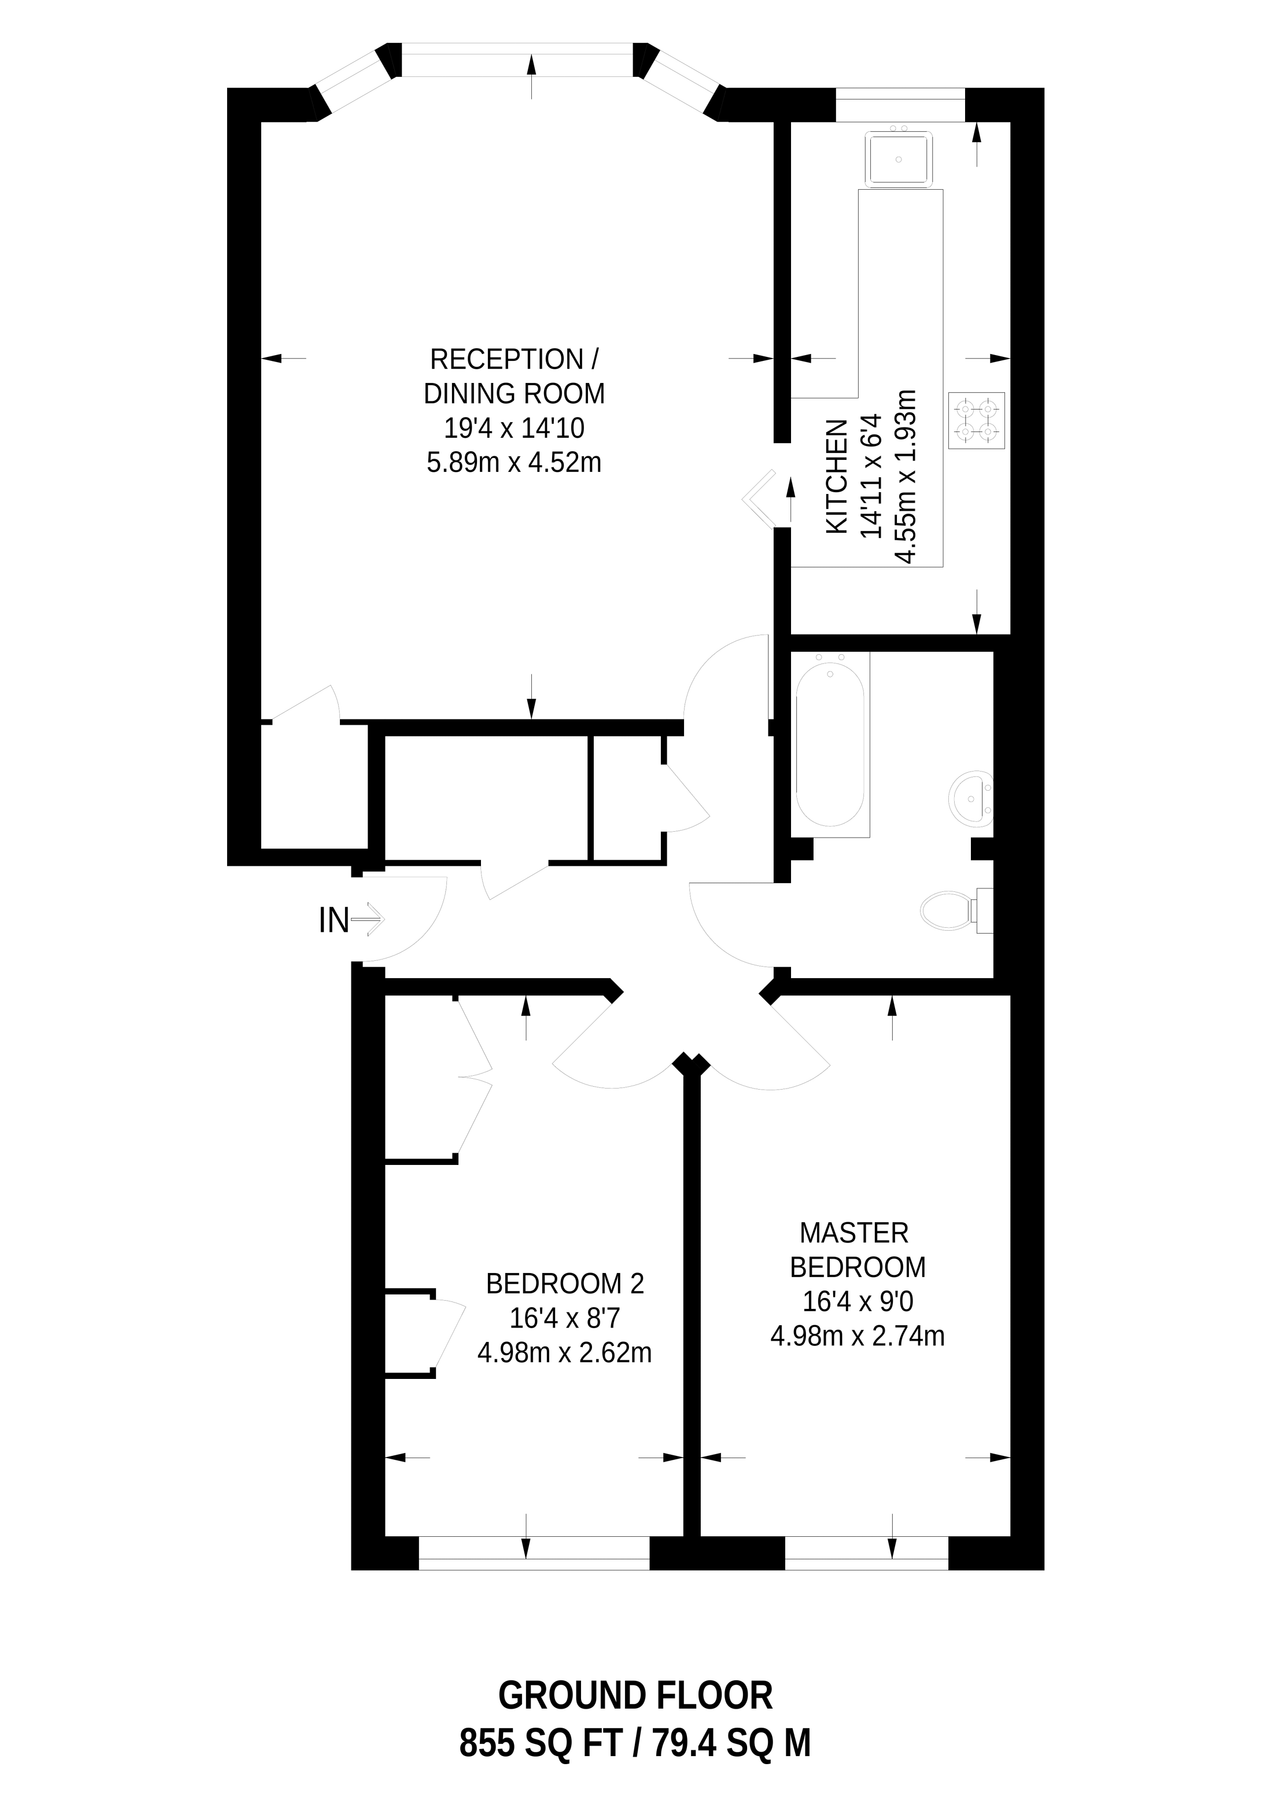 RECEPTION /
DINING ROOM
19'4 x 14'10
5.89m x 4.52m
KITCHEN
14'11 x 6'4
4.55m x 1.93m
IN
MASTER
BEDROOM
16'4 x 9'0
4.98m x 2.74m
BEDROOM 2
16'4 x 8'7
4.98m x 2.62m
GROUND FLOOR
855 SQ FT / 79.4 SQ M